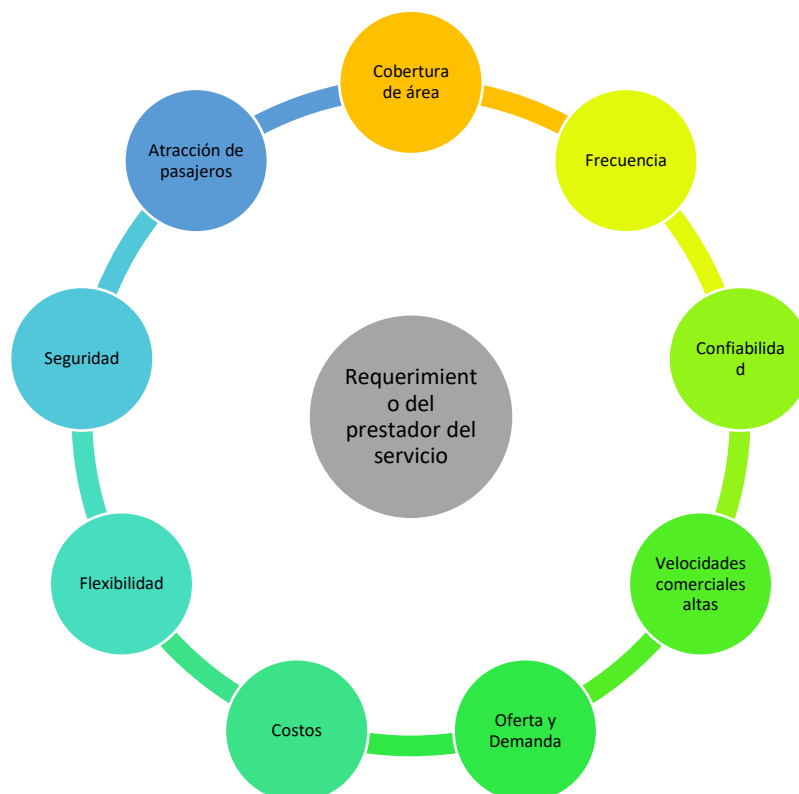 Cobertura
de área
Frecuencia
Confiabilida
d
Velocidades
comerciales
altas
Oferta y
Demanda
Costos
Flexibilidad
Seguridad
Atracción de
pasajeros
Requerimient
o del
prestador del
servicio